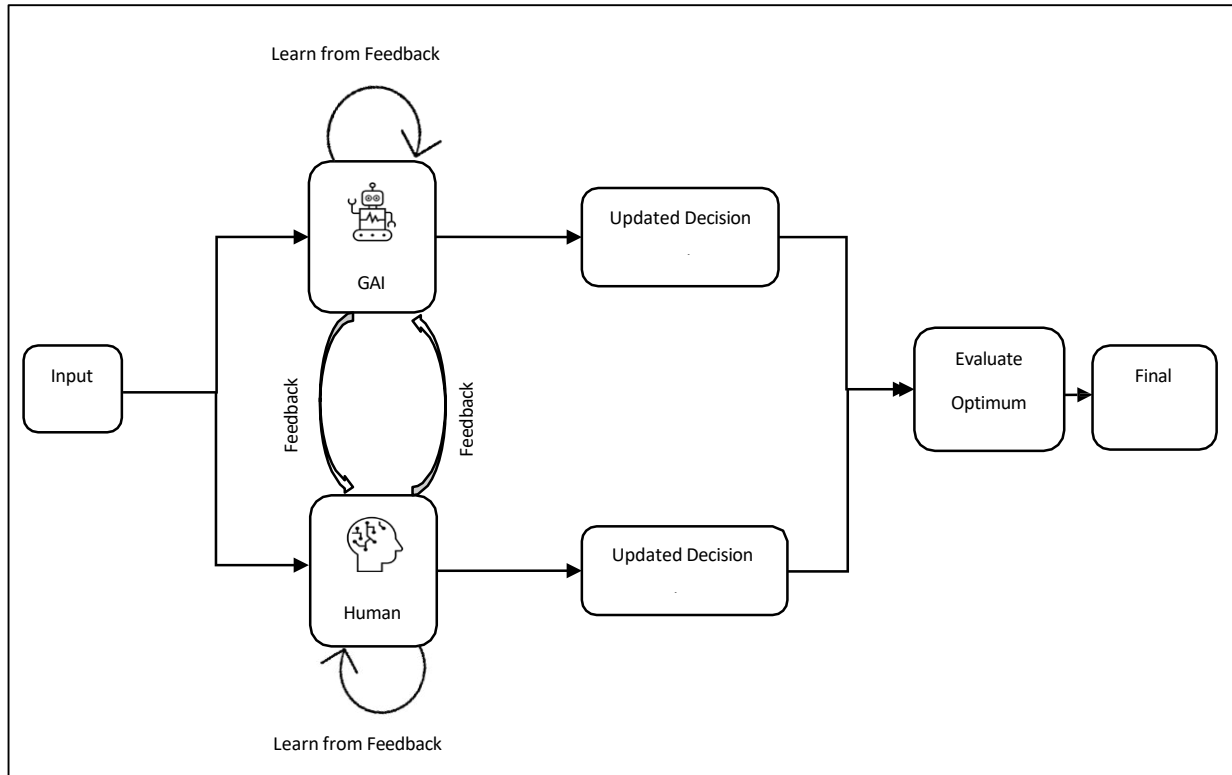 Learn from Feedback
GAI
Updated Decision
Input
Feedback
Feedback
Evaluate
Optimum
Final
Human
Updated Decision
Learn from Feedback